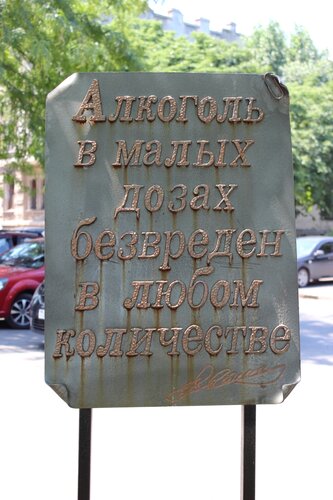 Алкоголь
в малых
дозах
безвреден
в любом
количестве